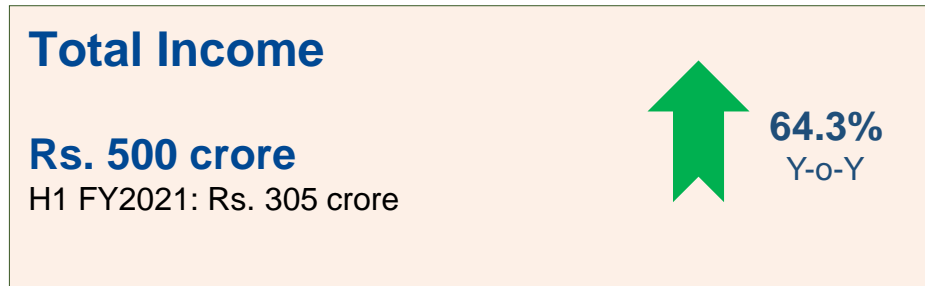 Total Income
Rs. 500 crore
H1 FY2021: Rs. 305 crore
64.3%
Y-o-Y